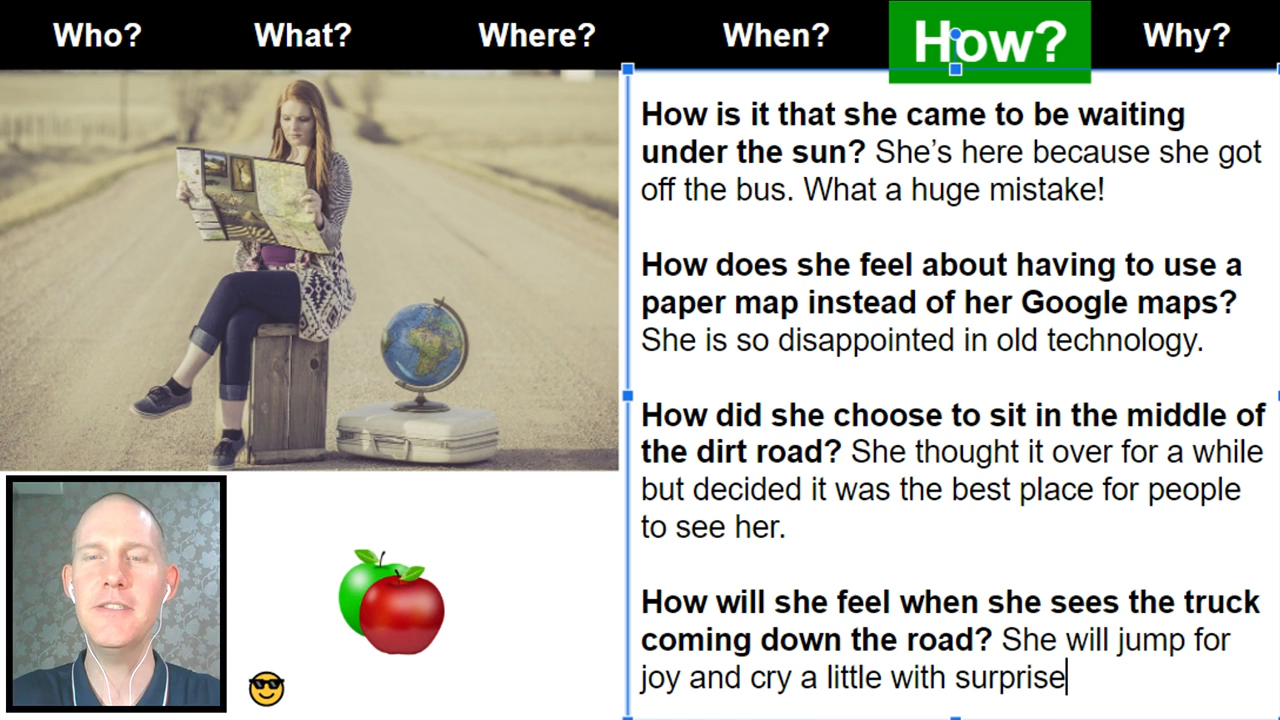 Who? What? Where? When? How? Why?
How is it that she came to be waiting
under the sun? She’s here because she got
off the bus. What a huge mistake!
How does she feel about having to use a
paper map instead of her Google maps?
She is so disappointed in old technology.
How did she choose to sit in the middle of
the dirt road? She thought it over for a while
but decided it was the best place for people
to see her.
How will she feel when she sees the truck
coming down the road? She will jump for
joy and cry a little with surprise